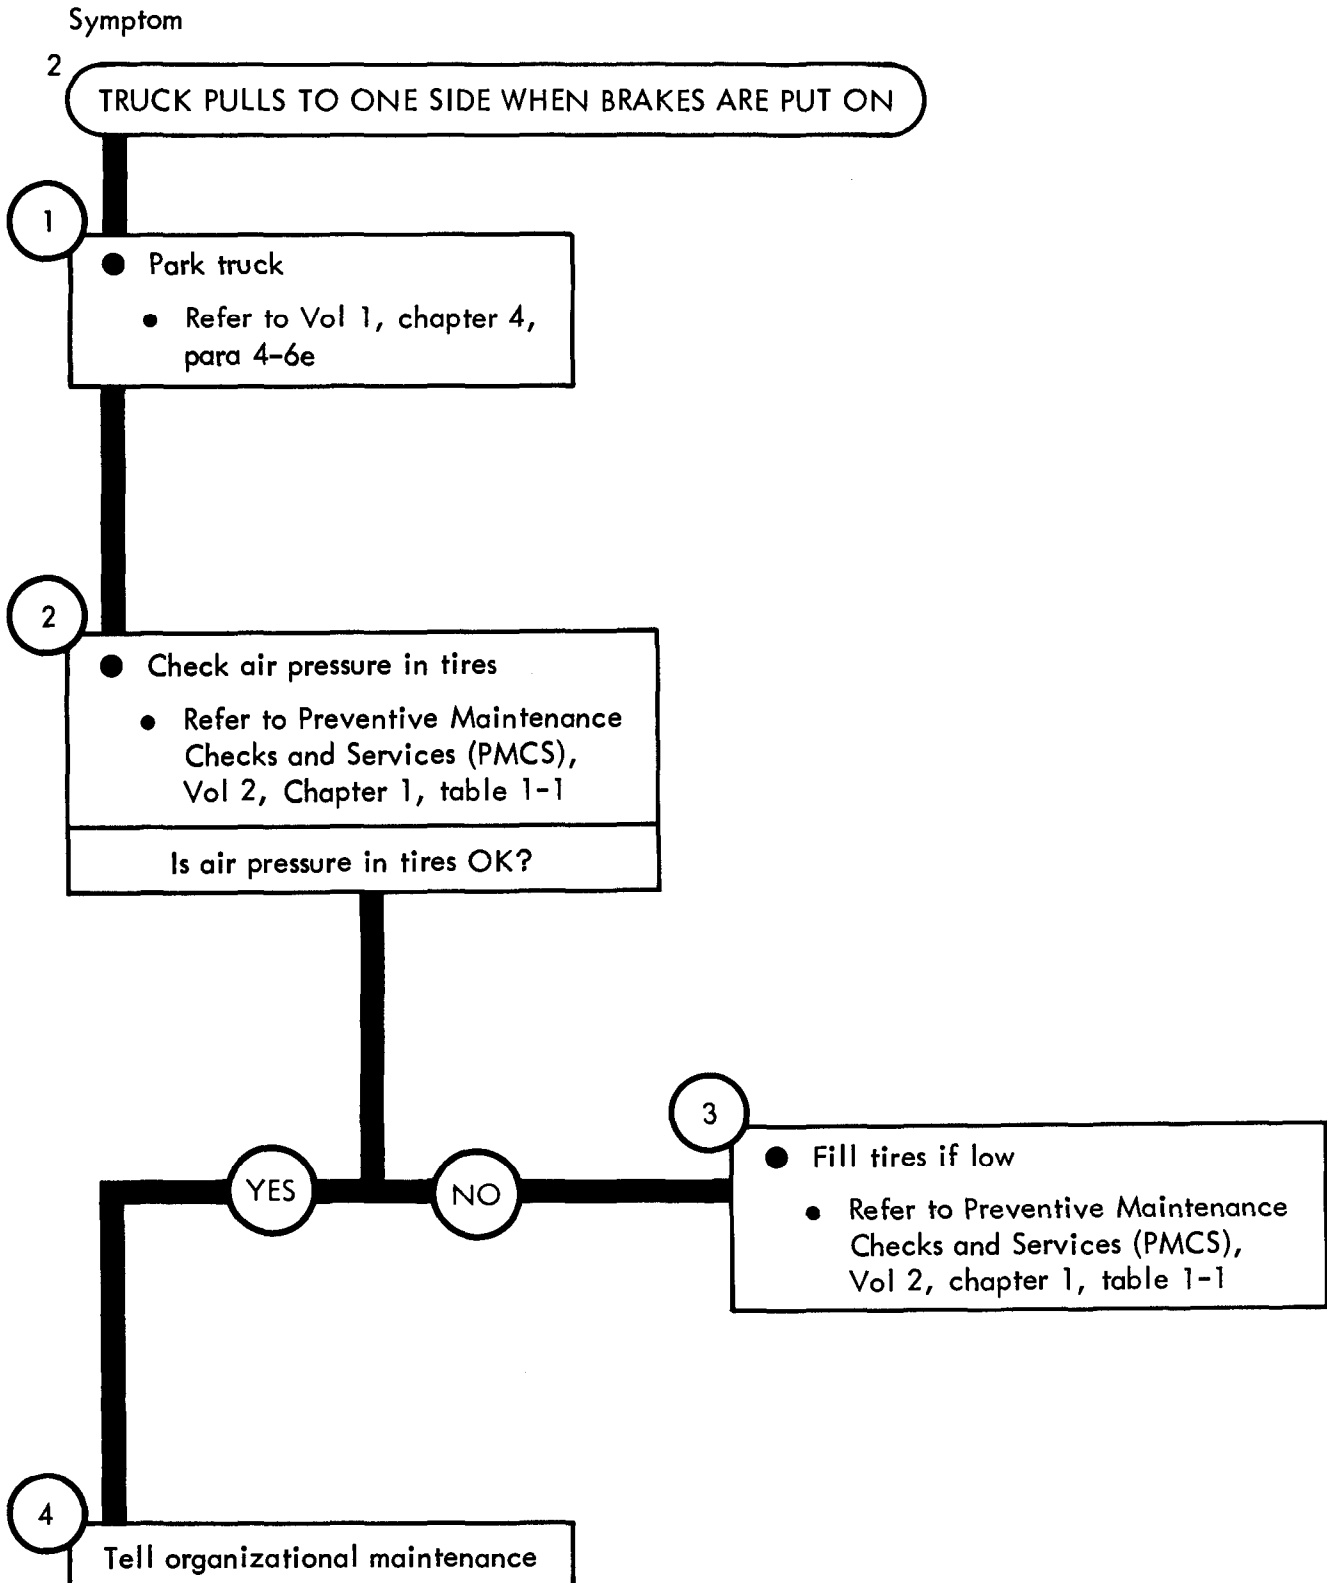 Symptom
2
TRUCK PULLS TO ONE SIDE WHEN BRAKES ARE PUT ON
1
● Park truck
● Refer to Vol 1, chapter 4,
para 4-6e
2
● Check air pressure in tires
● Refer to Preventive Maintenance
Checks and Services (PMCS),
Vol 2, Chapter 1, table 1-1
Is air pressure in tires OK?
YES
NO
3
● Fill tires if low
● Refer to Preventive Maintenance
Checks and Services (PMCS),
Vol 2, chapter 1, table 1-1
4
Tell organizational maintenance